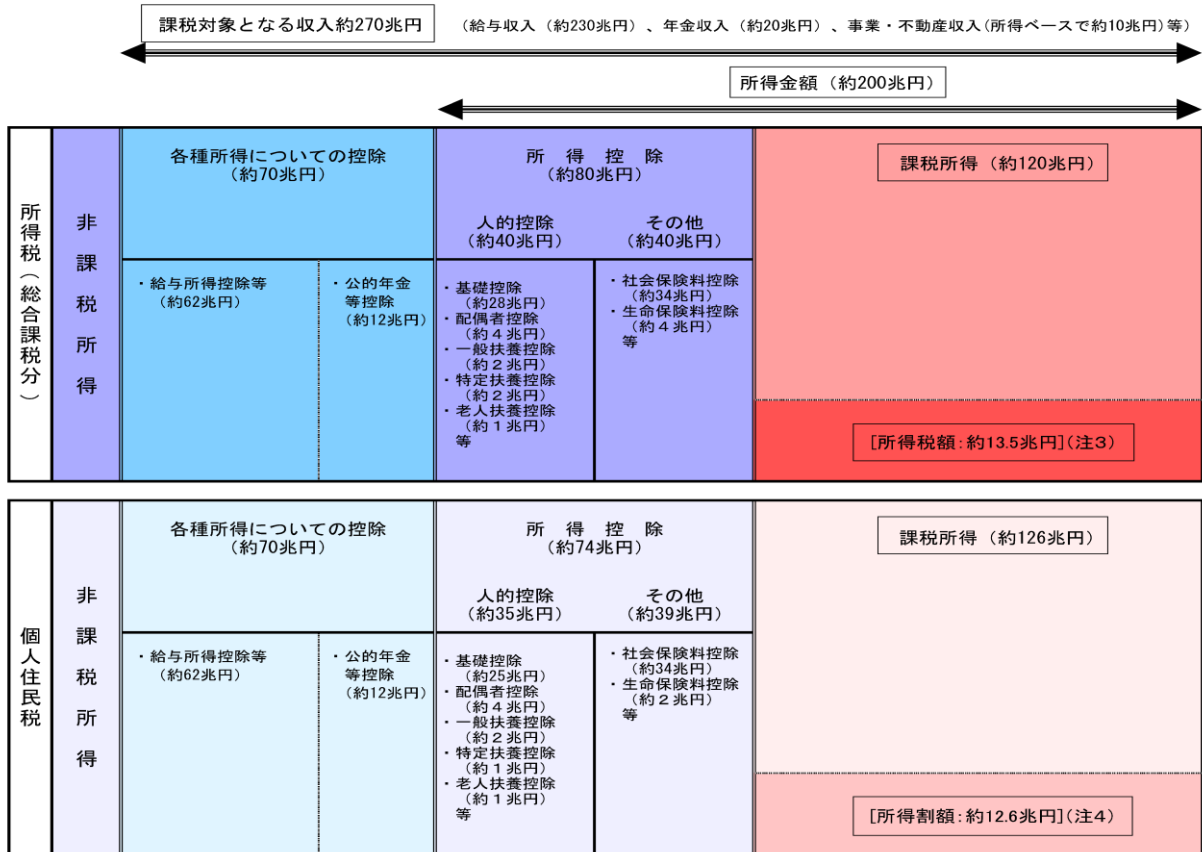 課税対象となる収入約270兆円
(給与収入（約230兆円）、年金収入（約20兆円）、事業・不動産収入(所得ベースで約10兆円)等)
所得金額（約200兆円）
所得税（総合課税分）
非課税所得
各種所得についての控除
（約70兆円）
・給与所得控除等
（約62兆円）
・公的年金
等控除
（約12兆円）
所得控除
（約80兆円）
人的控除
（約40兆円）
・基礎控除
（約28兆円）
・配偶者控除
（約４兆円）
・一般扶養控除
（約２兆円）
・特定扶養控除
（約２兆円）
・老人扶養控除
（約１兆円）
等
その他
（約40兆円）
・社会保険料控除
（約34兆円）
・生命保険料控除
（約４兆円）
等
課税所得（約120兆円）
[所得税額：約13.5兆円](注３)
個人住民税
非課税所得
各種所得についての控除
（約70兆円）
・給与所得控除等
（約62兆円）
・公的年金
等控除
（約12兆円）
所得控除
（約74兆円）
人的控除
（約35兆円）
・基礎控除
（約25兆円）
・配偶者控除
（約４兆円）
・一般扶養控除
（約２兆円）
・特定扶養控除
（約１兆円）
・老人扶養控除
（約１兆円）
等
その他
（約39兆円）
・社会保険料控除
（約34兆円）
・生命保険料控除
（約２兆円）
等
課税所得（約126兆円）
[所得割額：約12.6兆円](注４)